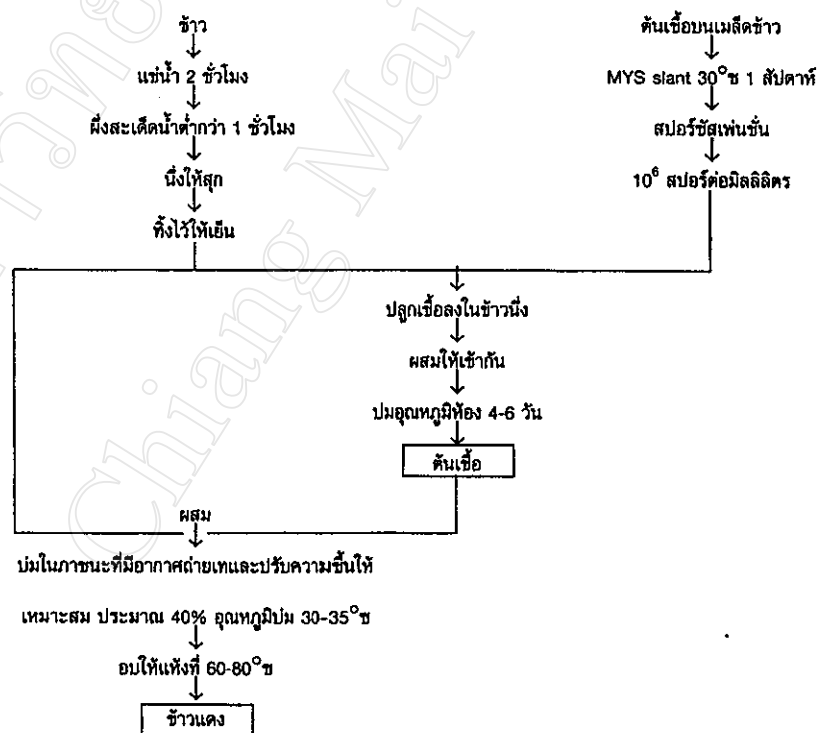 ข้าว
แช่น้ำ 2 ชั่วโมง
ผึ่งสะเด็ดน้ำต่ำกว่า 1 ชั่วโมง
นึ่งให้สุก
ทิ้งไว้ให้เย็น
ต้นเชื้อบนเมล็ดข้าว
MYS slant 30°ซ 1 สัปดาห์
สปอร์ซัสเพ่นชั่น
10⁶ สปอร์ต่อมิลลิลิตร
ปลูกเชื้อลงในข้าวนึ่ง
ผสมให้เข้ากัน
บ่มอุณหภูมิห้อง 4-6 วัน
ต้นเชื้อ
ผสม
บ่มในภาชนะที่มีอากาศถ่ายเทและปรับความชื้นให้
เหมาะสม ประมาณ 40% อุณหภูมิบ่ม 30-35°ซ
อบให้แห้งที่ 60-80°ซ
ข้าวแดง
Chiang Mai